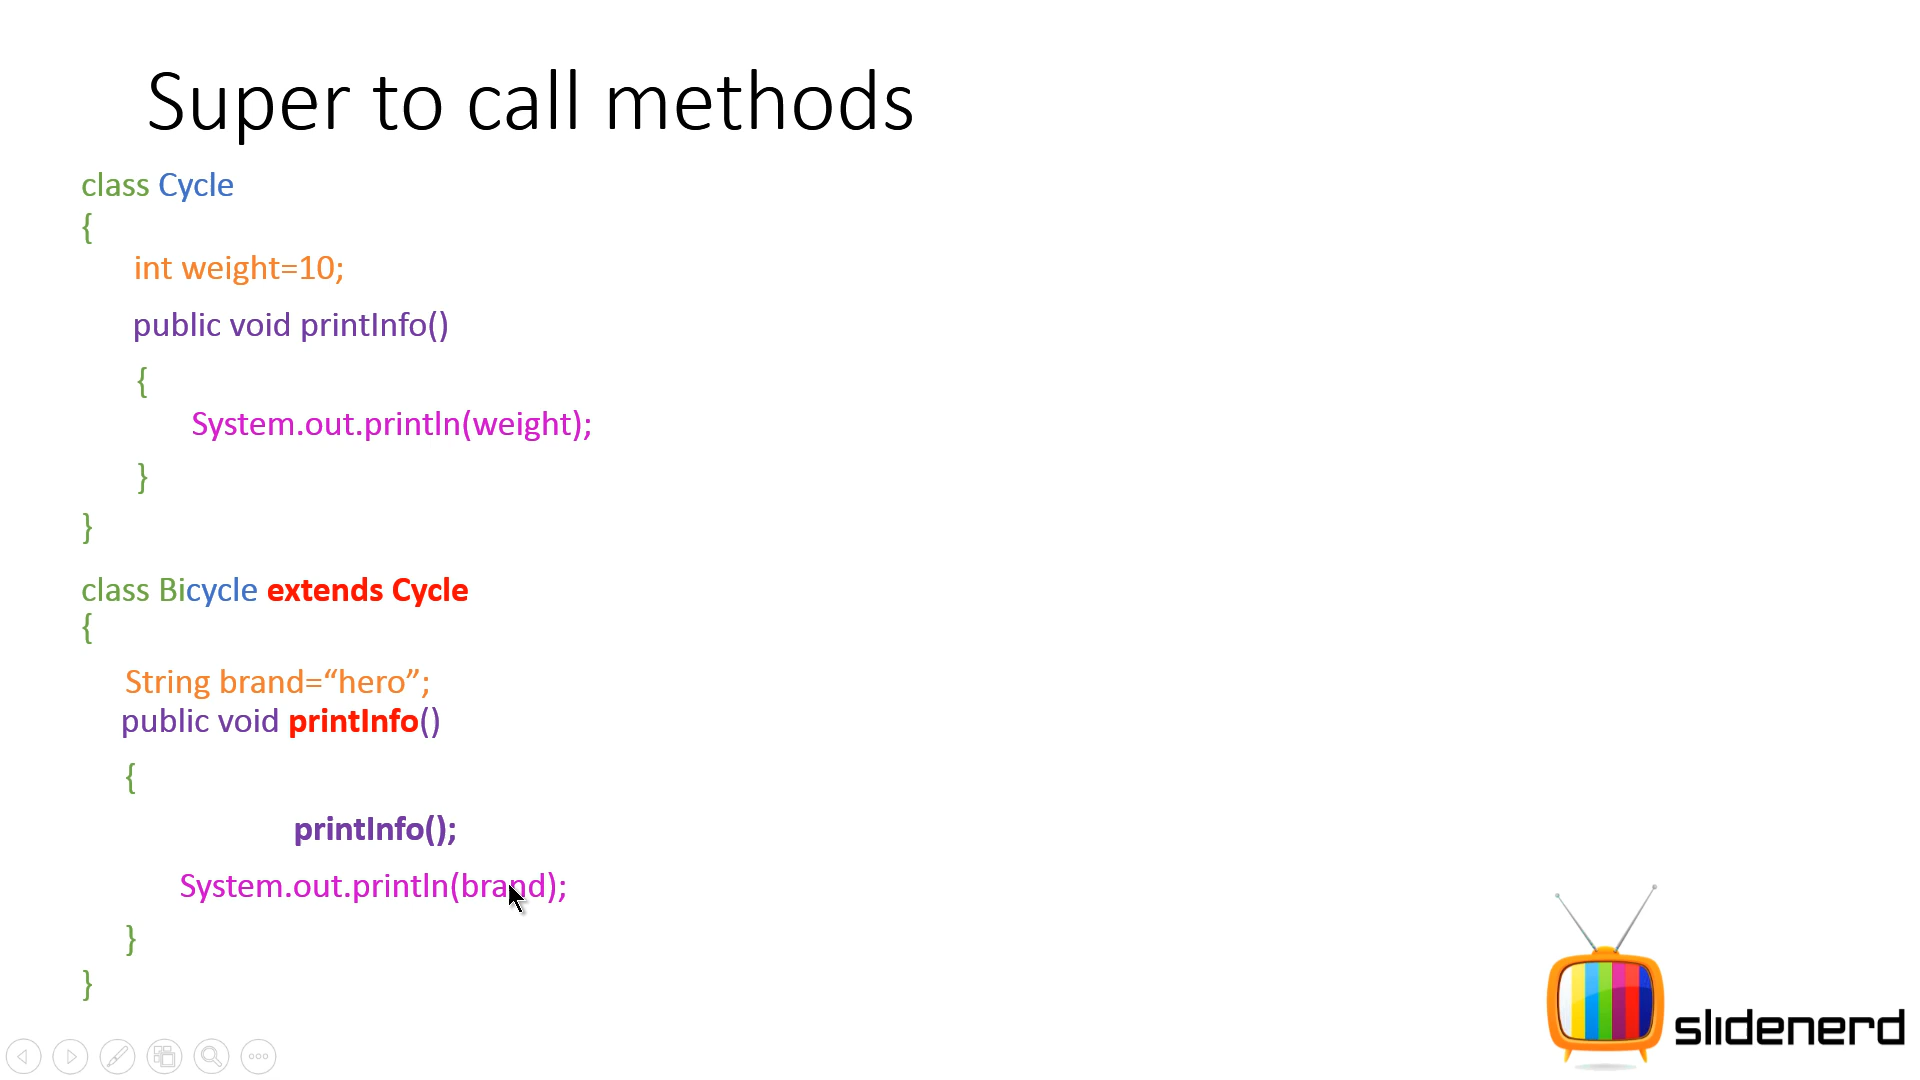 Super to call methods
class Cycle
{
int weight=10;
public void printInfo()
{
System.out.println(weight);
}
}
class Bicycle extends Cycle
{
String brand=“hero”;
public void printInfo()
{
printInfo();
System.out.println(brand);
}
}
slidenerd